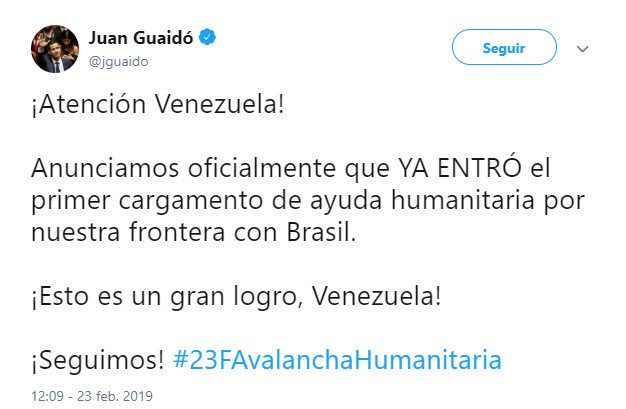 Juan Guaidó
@jguaido
Seguir
¡Atención Venezuela!
Anunciamos oficialmente que YA ENTRÓ el
primer cargamento de ayuda humanitaria por
nuestra frontera con Brasil.
¡Esto es un gran logro, Venezuela!
¡Seguimos! #23FAvalanchaHumanitaria
12:09 - 23 feb. 2019